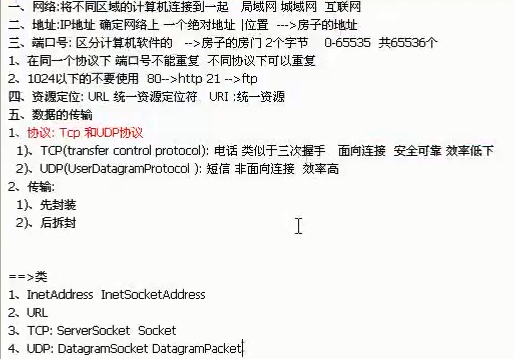 一、网络:将不同区域的计算机连接到一起 局域网 城域网 互联网
二、地址:IP地址 确定网络上 一个绝对地址 |位置 --->房子的地址
三、端口号: 区分计算机软件的 -->房子的房门 2个字节 0-65535 共65536个
1、在同一个协议下 端口号不能重复 不同协议下可以重复
2、1024以下的不要使用 80-->http 21 -->ftp
四、资源定位: URL 统一资源定位符 URI :统一资源
五、数据的传输
1、协议: Tcp 和UDP协议
1)、TCP(transfer control protocol): 电话 类似于三次握手 面向连接 安全可靠 效率低下
2)、UDP(UserDatagramProtocol ): 短信 非面向连接 效率高
2、传输:
1)、先封装
2)、后拆封
==>类
1、InetAddress InetSocketAddress
2、URL
3、TCP: ServerSocket Socket
4、UDP: DatagramSocket DatagramPacket